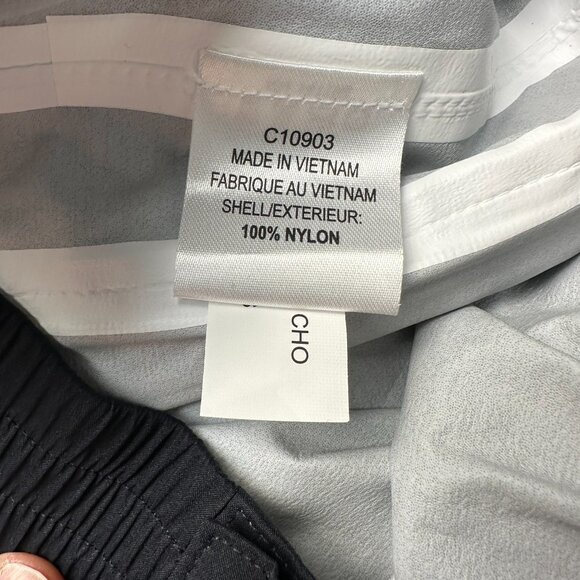 C10903
MADE IN VIETNAM
FABRIQUE AU VIETNAM
SHELL/EXTERIEUR:
100% NYLON
CHO